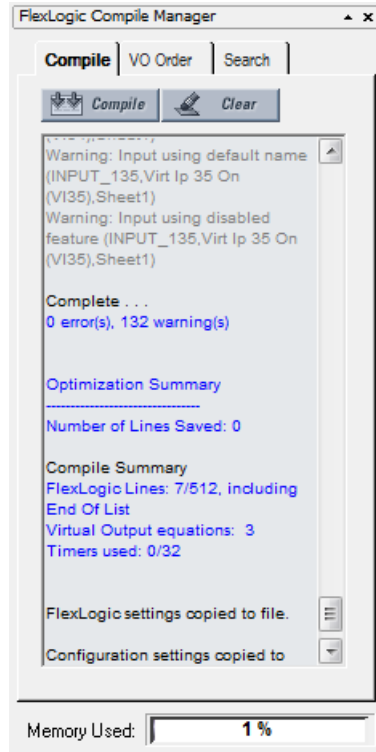 FlexLogic Compile Manager
Compile VO Order Search
Compile Clear
Warning: Input using default name
(INPUT_135,Virt Ip 35 On
(VI35),Sheet1)
Warning: Input using disabled
feature (INPUT_135,Virt Ip 35 On
(VI35),Sheet1)
Complete . . .
0 error(s), 132 warning(s)
Optimization Summary
--------------------------------
Number of Lines Saved: 0
Compile Summary
FlexLogic Lines: 7/512, including
End Of List
Virtual Output equations:  3
Timers used: 0/32
FlexLogic settings copied to file.
Configuration settings copied to
Memory Used: 1 %